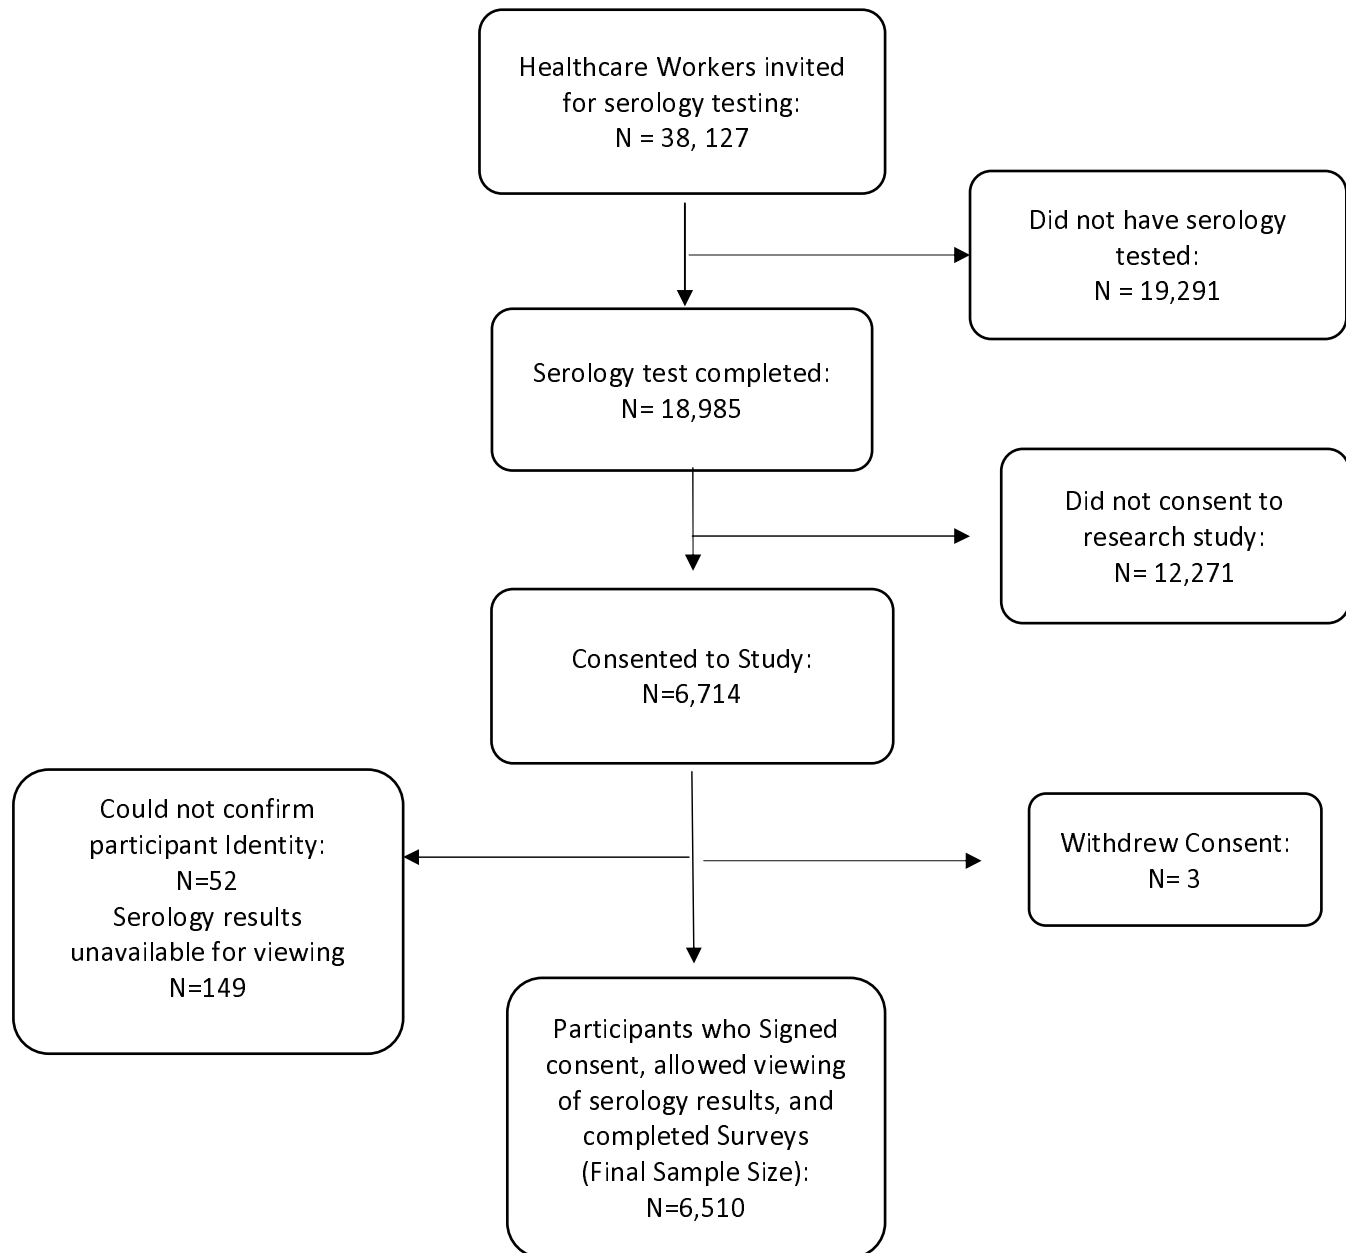 Healthcare Workers invited
for serology testing:
N = 38, 127
Did not have serology
tested:
N = 19,291
Serology test completed:
N= 18,985
Did not consent to
research study:
N= 12,271
Consented to Study:
N=6,714
Could not confirm
participant Identity:
N=52
Serology results
unavailable for viewing
N=149
Withdrew Consent:
N= 3
Participants who Signed
consent, allowed viewing
of serology results, and
completed Surveys
(Final Sample Size):
N=6,510